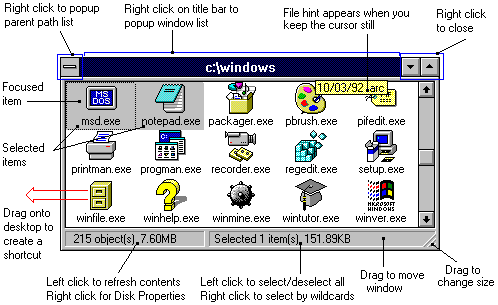 Right click to popup
parent path list
Right click on title bar to
popup window list
File hint appears when you
keep the cursor still
Right click
to close
c:\windows
Focused
item
MS
DOS
10/03/92 arc
msd.exe
notepad.exe
packager.exe
pbrush.exe
pifedit.exe
Selected
items
printman.exe
progman.exe
recorder.exe
regedit.exe
setup.exe
MICROSOFT
WINDOWS
Drag onto
desktop to
create a
shortcut
winfile.exe
winhelp.exe
winmine.exe
wintutor.exe
winver.exe
215 object(s), 7.60MB
Selected 1 item(s), 151.89KB
Left click to refresh contents
Right click for Disk Properties
Left click to select/deselect all
Right click to select by wildcards
Drag to move
window
Drag to
change size